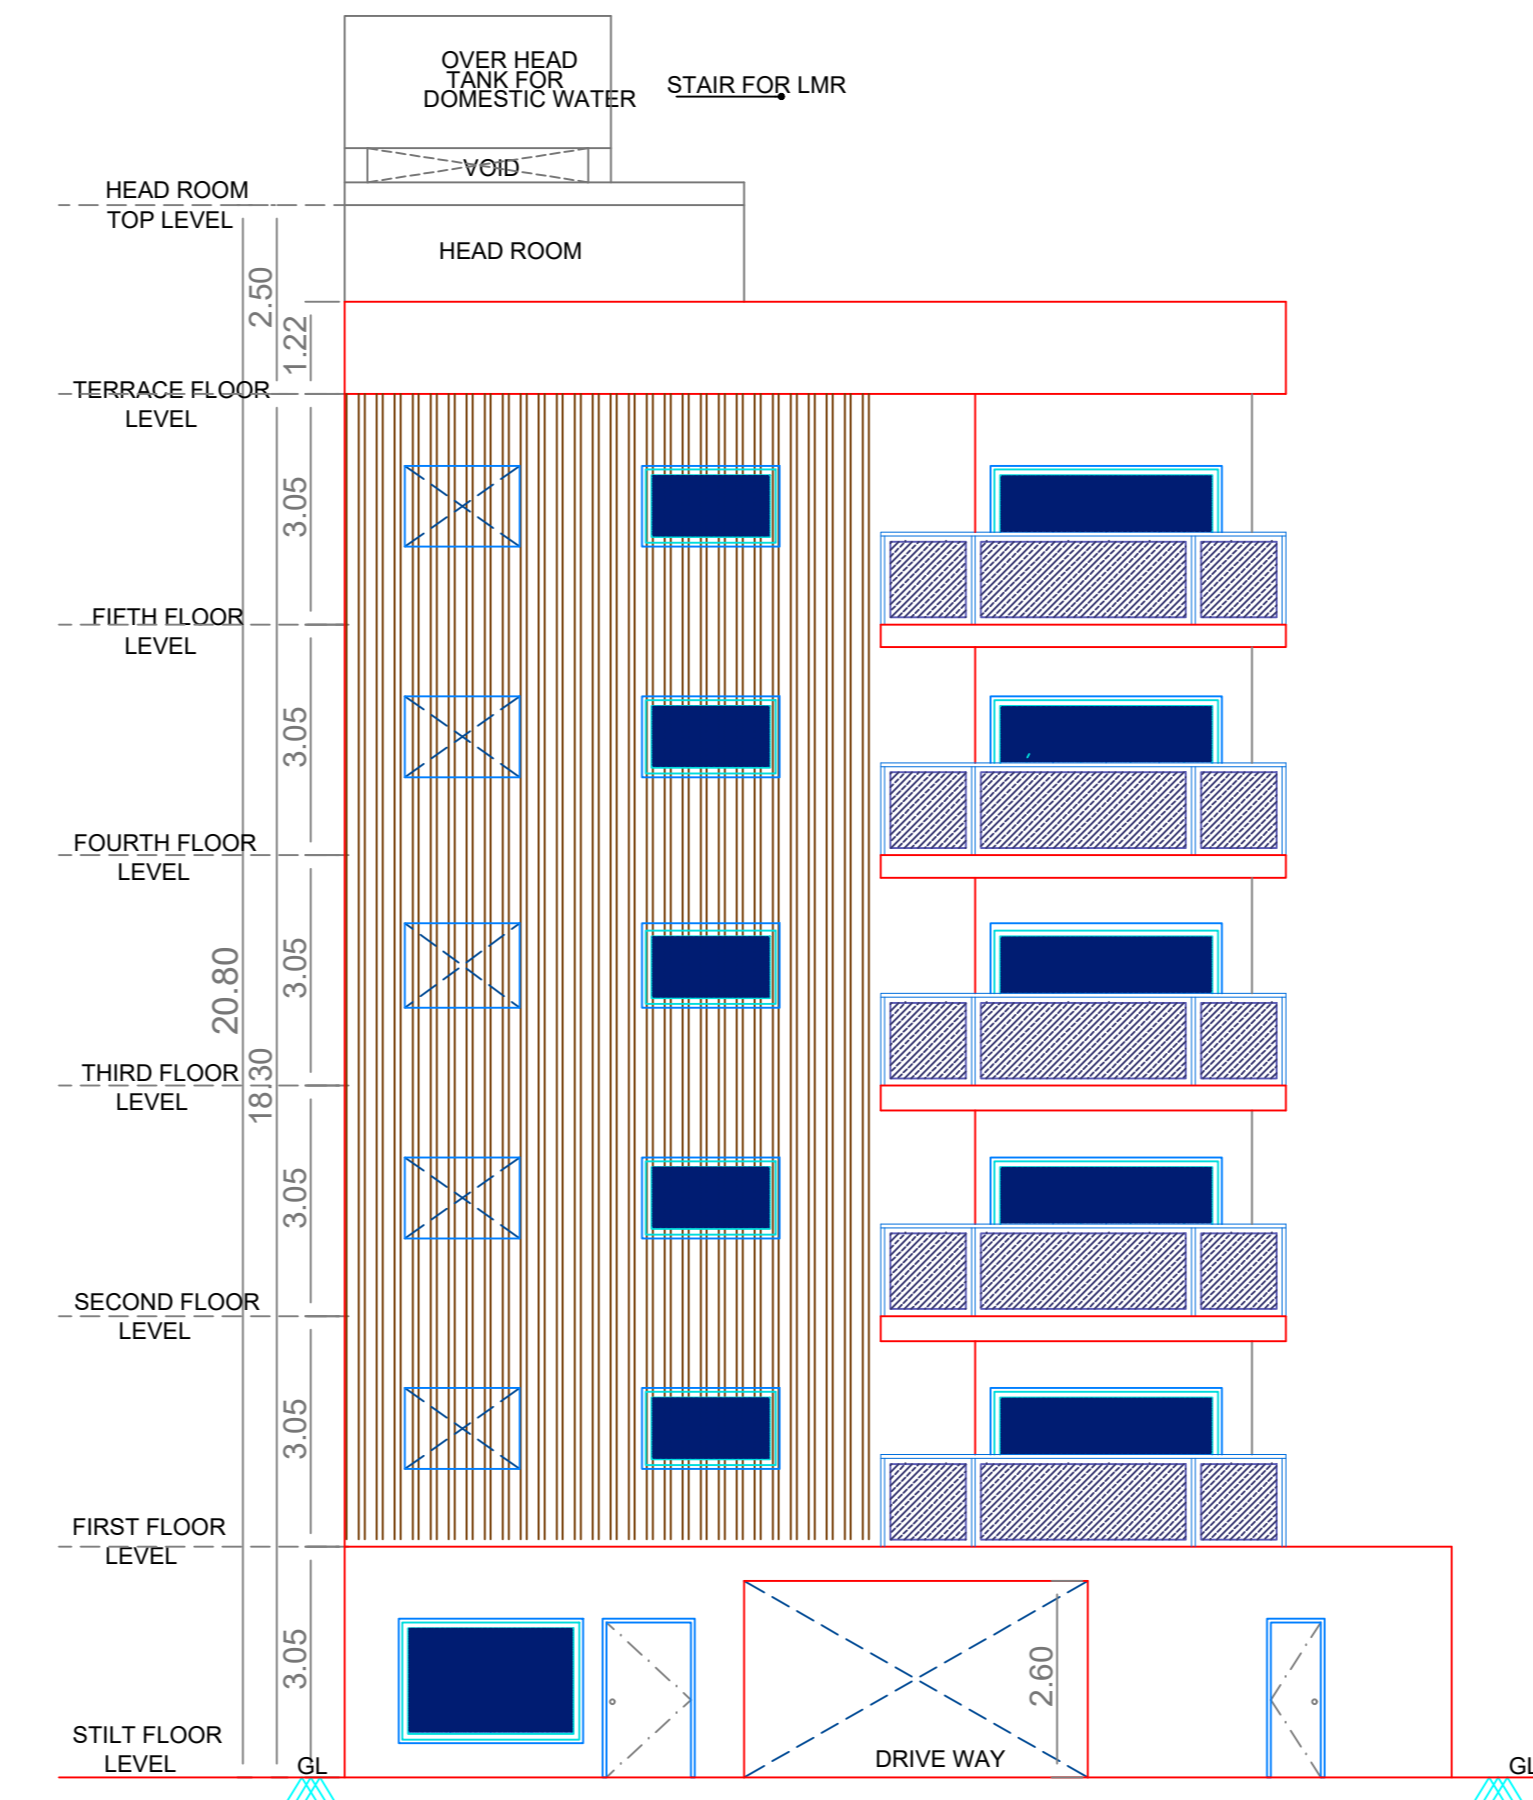 OVER HEAD
TANK FOR
DOMESTIC WATER
STAIR FOR LMR
VOID
HEAD ROOM
TOP LEVEL
HEAD ROOM
2.50
1.22
TERRACE FLOOR
LEVEL
3.05
FIFTH FLOOR
LEVEL
3.05
FOURTH FLOOR
LEVEL
3.05
20.80
18.30
THIRD FLOOR
LEVEL
3.05
SECOND FLOOR
LEVEL
3.05
FIRST FLOOR
LEVEL
3.05
2.60
STILT FLOOR
LEVEL
GL
DRIVE WAY
GL